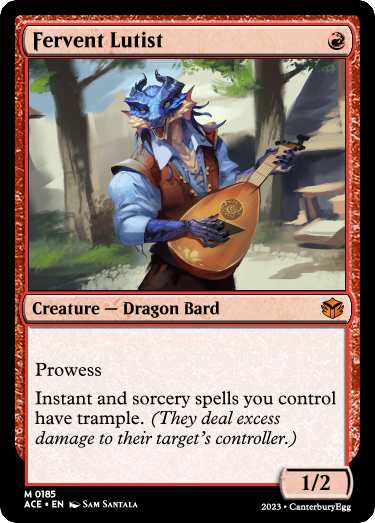 Fervent Lutist
Creature — Dragon Bard
Prowess
Instant and sorcery spells you control
have trample. (They deal excess
damage to their target's controller.)
1/2
M 0185
ACE • EN Sam Santala
2023 • CanterburyEgg